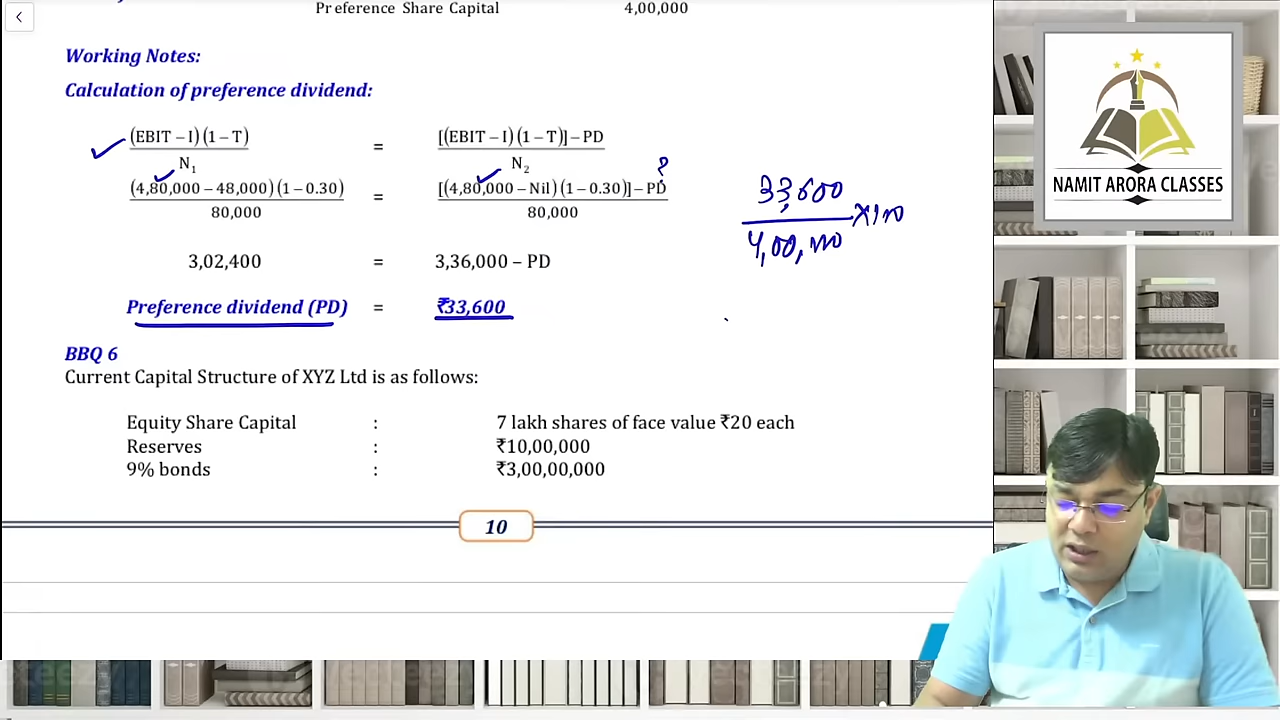 Preference Share Capital 4,00,000
Working Notes:
Calculation of preference dividend:
(EBIT – I) (1 – T) / N₁ = [(EBIT – I) (1 – T)] – PD / N₂
?
(4,80,000 – 48,000) (1 – 0.30) / 80,000 = [(4,80,000 – Nil) (1 – 0.30)] – PD / 80,000
33,600 / 4,00,000 ×100
3,02,400 = 3,36,000 – PD
Preference dividend (PD) = ₹33,600
BBQ 6
Current Capital Structure of XYZ Ltd is as follows:
Equity Share Capital : 7 lakh shares of face value ₹20 each
Reserves : ₹10,00,000
9% bonds : ₹3,00,00,000
10
NAMIT ARORA CLASSES